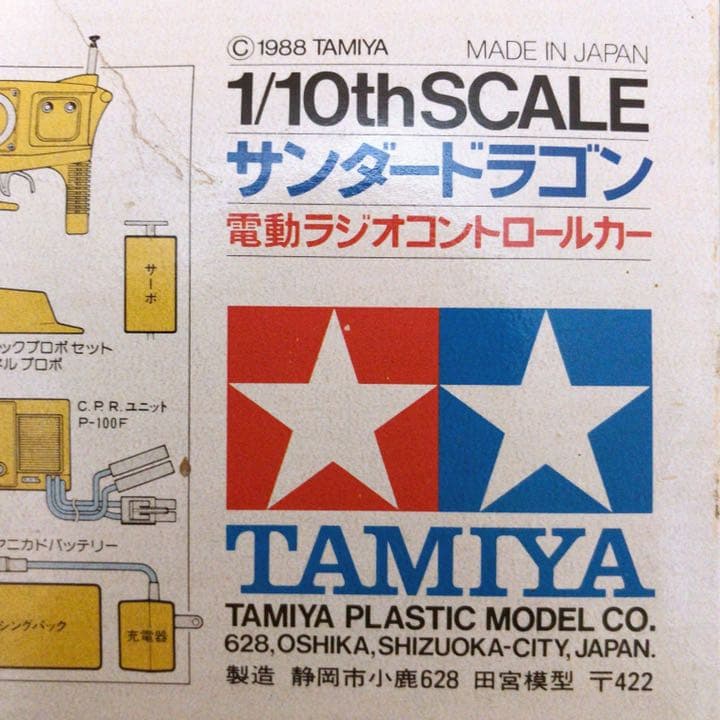 © 1988 TAMIYA MADE IN JAPAN
1/10th SCALE
サンダードラゴン
電動ラジオコントロールカー
サーボ
ックプロポセット
ネルプロポ
C.P.R.ユニット
P-100F
カドバッテリー
シングパック
充電器
TAMIYA
TAMIYA PLASTIC MODEL CO.
628, OSHIKA, SHIZUOKA-CITY, JAPAN.
製造 静岡市小鹿628 田宮模型 〒422